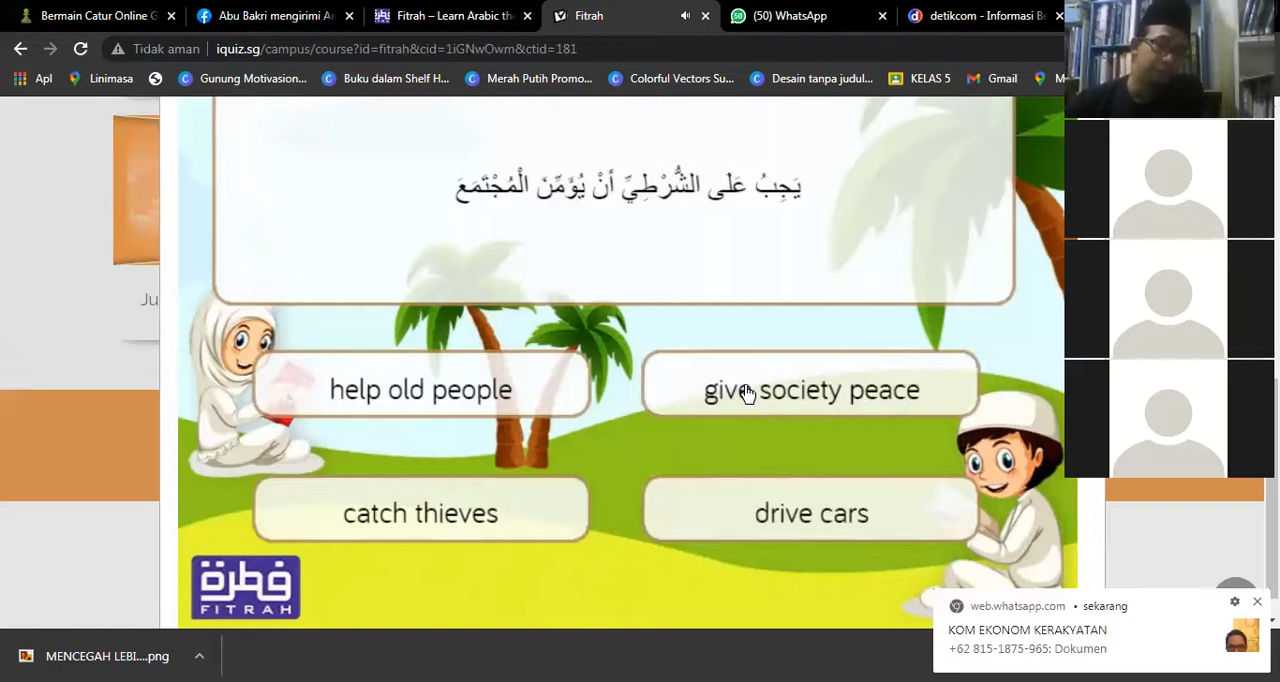 Bermain Catur Online G
Abu Bakri mengirimi A
Fitrah – Learn Arabic the
Fitrah
(50) WhatsApp
detikcom - Informasi Be
Tidak aman
iquiz.sg/campus/course?id=fitrah&cid=1iGNwOwm&ctid=181
Apl
Linimasa
Gunung Motivasion...
Buku dalam Shelf H...
Merah Putih Promo...
Colorful Vectors Su...
Desain tanpa judul...
KELAS 5
Gmail
M
يَجِبُ عَلَى الشُّرْطِيِّ أَنْ يُؤَمِّنَ الْمُجْتَمَعَ
Ju
help old people
give society peace
catch thieves
drive cars
فطرة
FITRAH
web.whatsapp.com • sekarang
KOM EKONOM KERAKYATAN
+62 815-1875-965: Dokumen
MENCEGAH LEBI....png